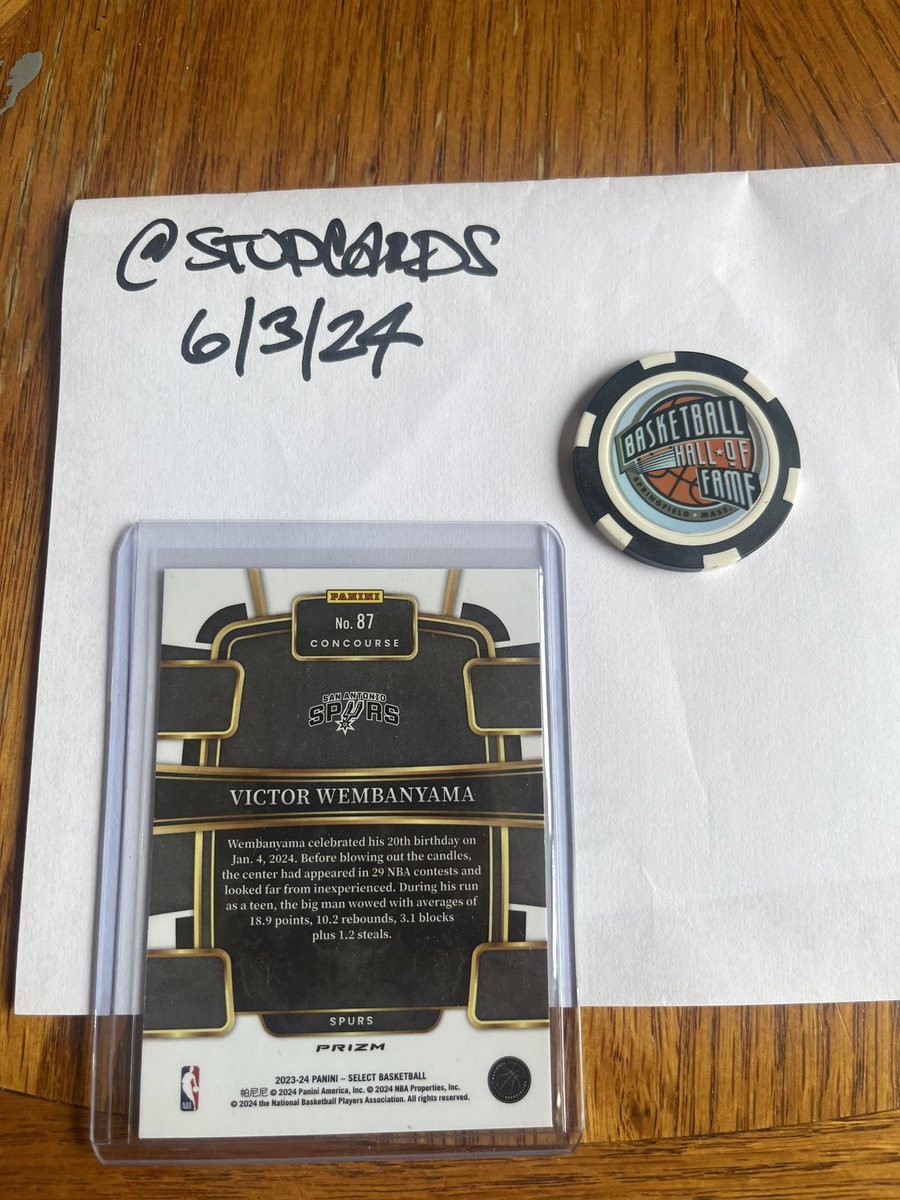 @STUDCARDS
6/3/24
BASKETBALL
HALL★OF
FAME
SPRINGFIELD • MASS.
PANINI
No. 87
CONCOURSE
SAN ANTONIO
SPURS
VICTOR WEMBANYAMA
Wembanyama celebrated his 20th birthday on
Jan. 4, 2024. Before blowing out the candles,
the center had appeared in 29 NBA contests and
looked far from inexperienced. During his run
as a teen, the big man wowed with averages of
18.9 points, 10.2 rebounds, 3.1 blocks
plus 1.2 steals.
SPURS
PRIZM
2023-24 PANINI – SELECT BASKETBALL
帕尼尼 © 2024 Panini America, Inc. © 2024 NBA Properties, Inc.
© 2024 the National Basketball Players Association. All rights reserved.
NBA